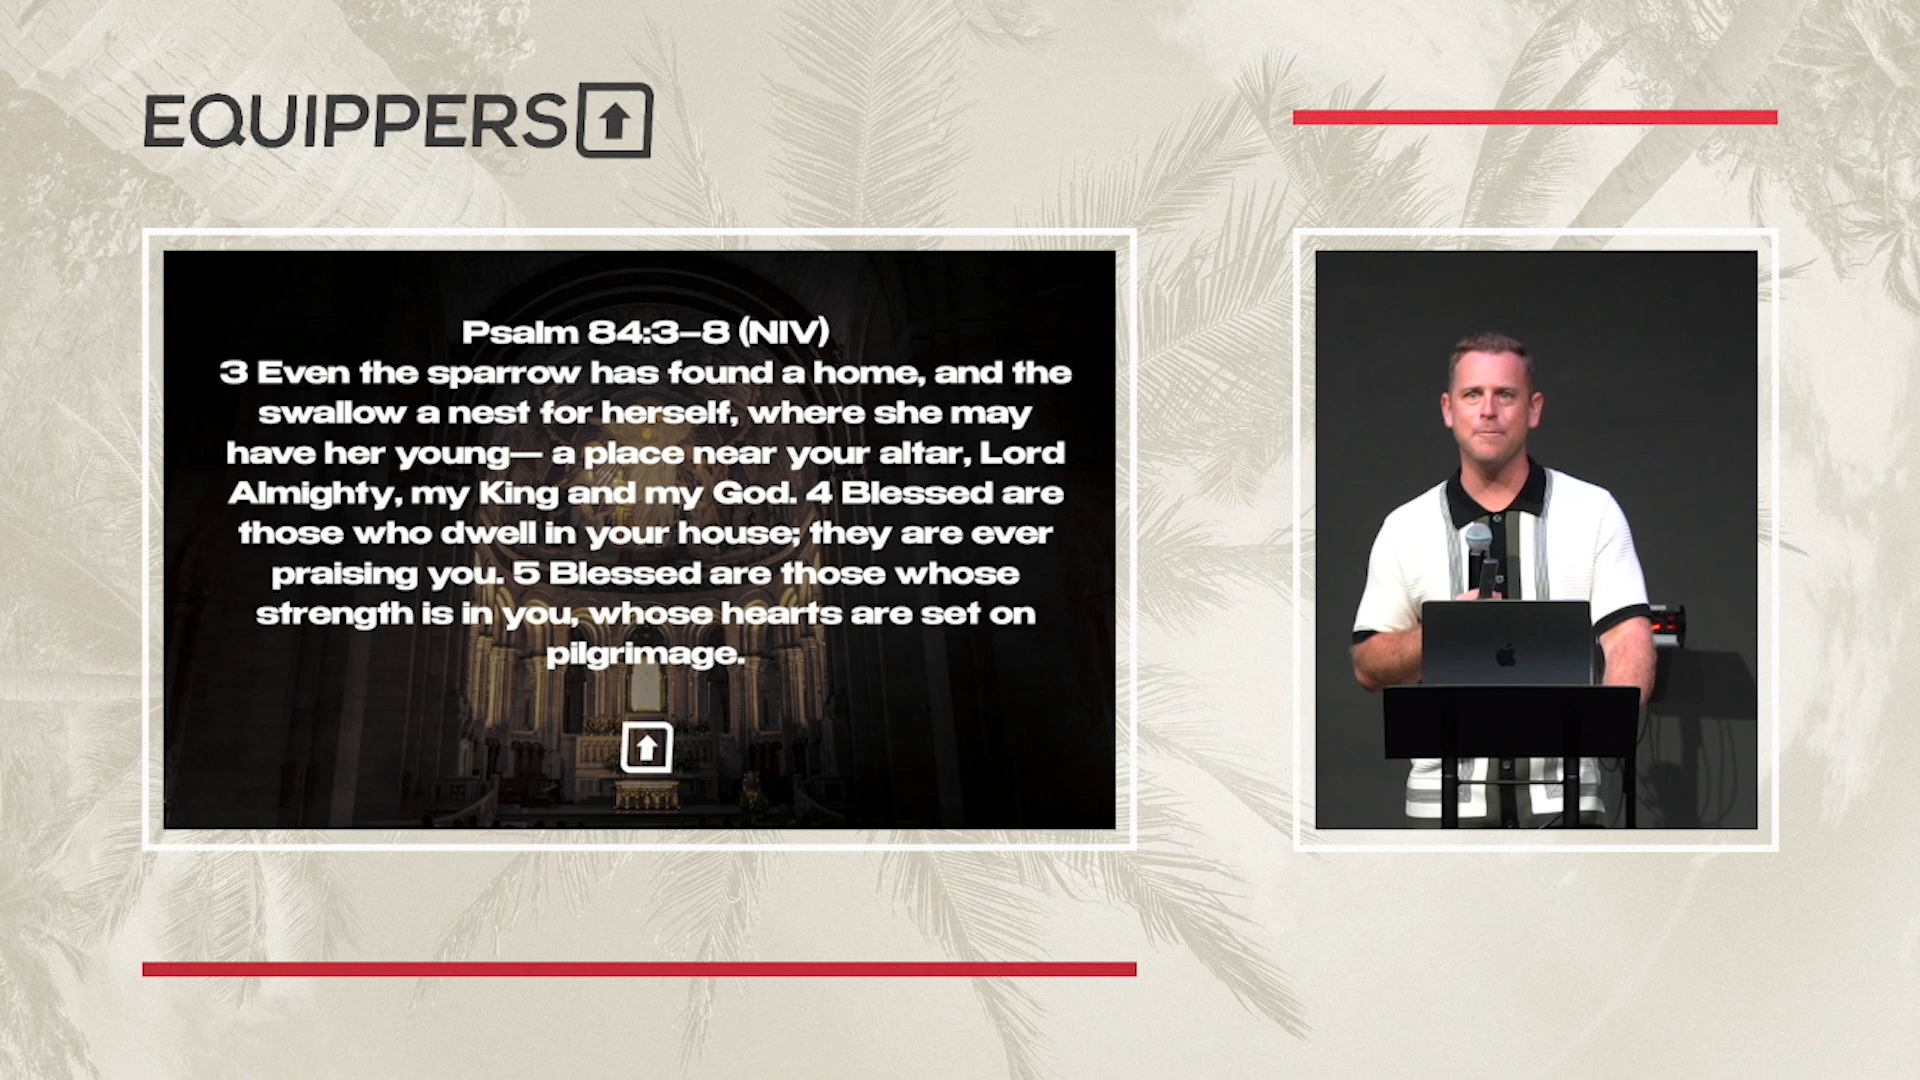 EQUIPPERS
Psalm 84:3–8 (NIV)
3 Even the sparrow has found a home, and the
swallow a nest for herself, where she may
have her young— a place near your altar, Lord
Almighty, my King and my God. 4 Blessed are
those who dwell in your house; they are ever
praising you. 5 Blessed are those whose
strength is in you, whose hearts are set on
pilgrimage.